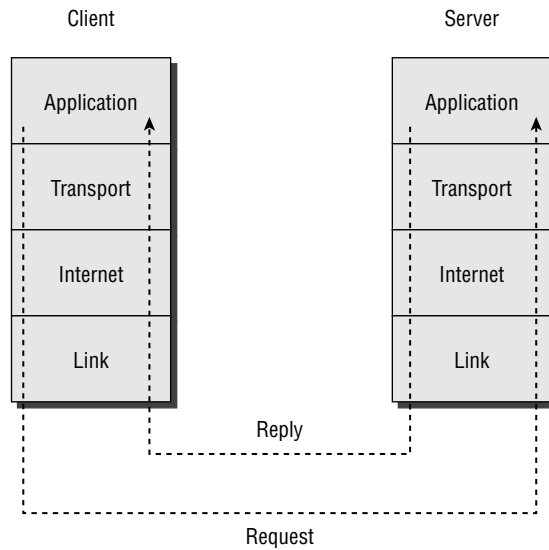 Client
Server
Application
Application
Transport
Transport
Internet
Internet
Link
Link
Reply
Request